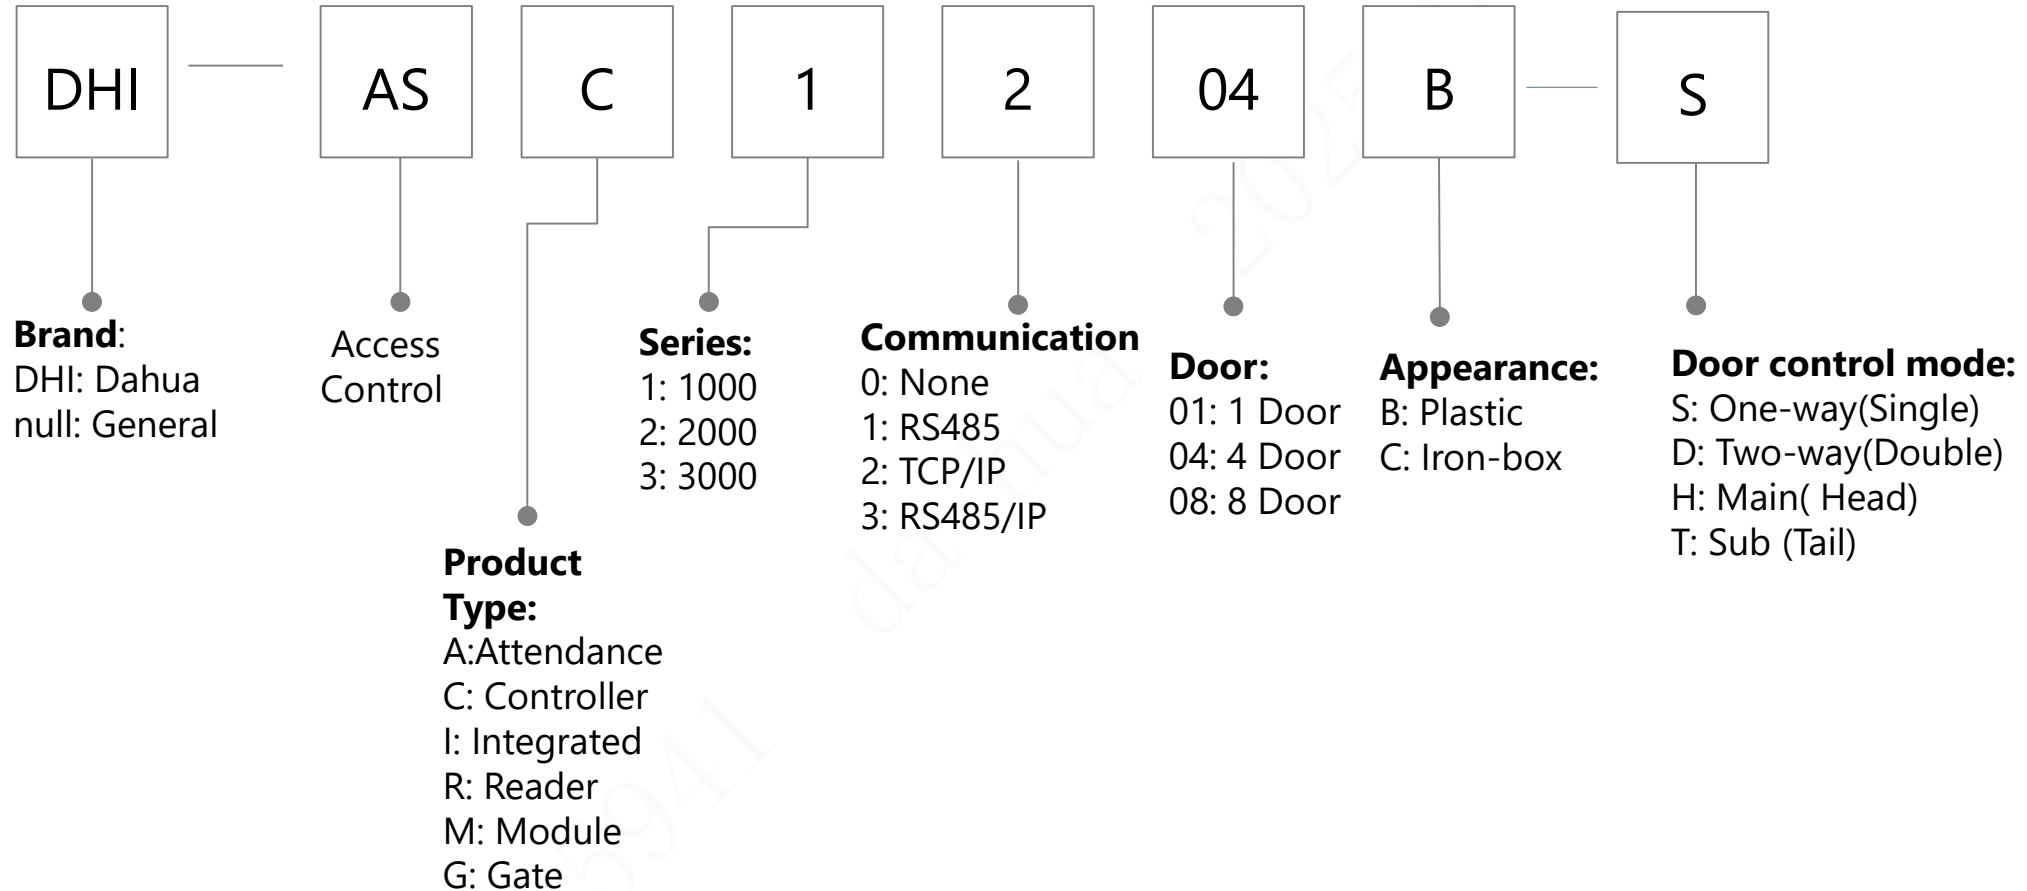 DHI AS C 1 2 04 B S
Brand:
DHI: Dahua
null: General
Access
Control
Product
Type:
A:Attendance
C: Controller
I: Integrated
R: Reader
M: Module
G: Gate
Series:
1: 1000
2: 2000
3: 3000
Communication
0: None
1: RS485
2: TCP/IP
3: RS485/IP
Door:
01: 1 Door
04: 4 Door
08: 8 Door
Appearance:
B: Plastic
C: Iron-box
Door control mode:
S: One-way(Single)
D: Two-way(Double)
H: Main( Head)
T: Sub (Tail)